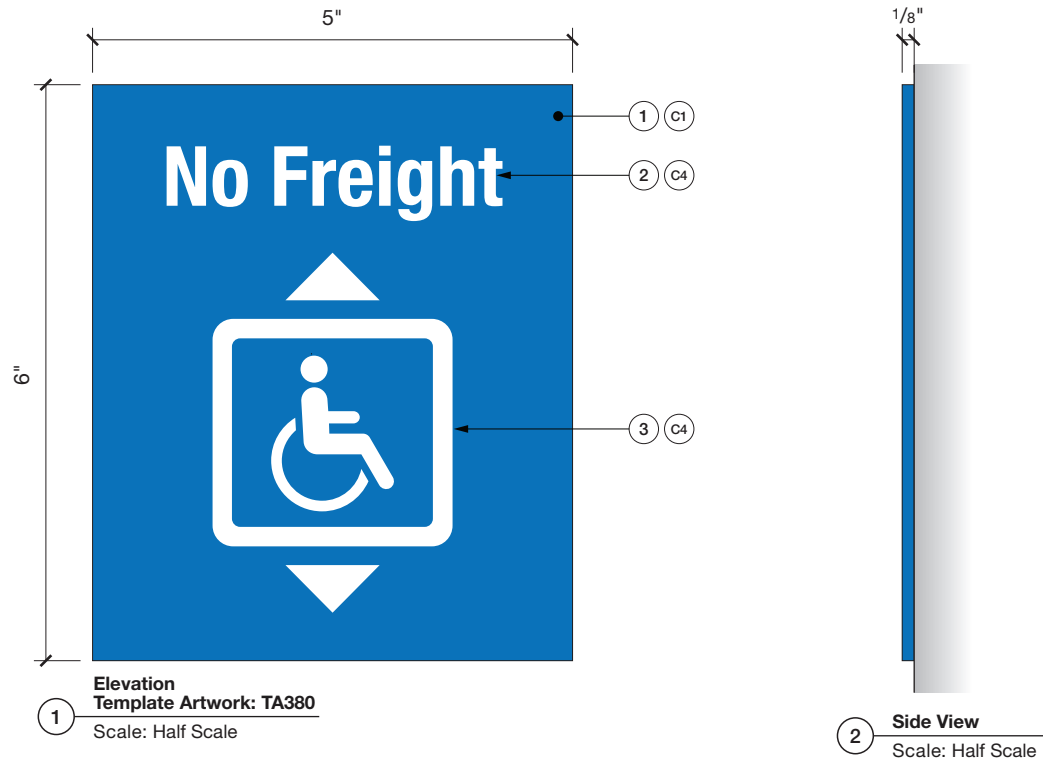 5"
1/8"
1 C1
No Freight
2 C4
6"
3 C4
Elevation
Template Artwork: TA380
1
Scale: Half Scale
Side View
2
Scale: Half Scale